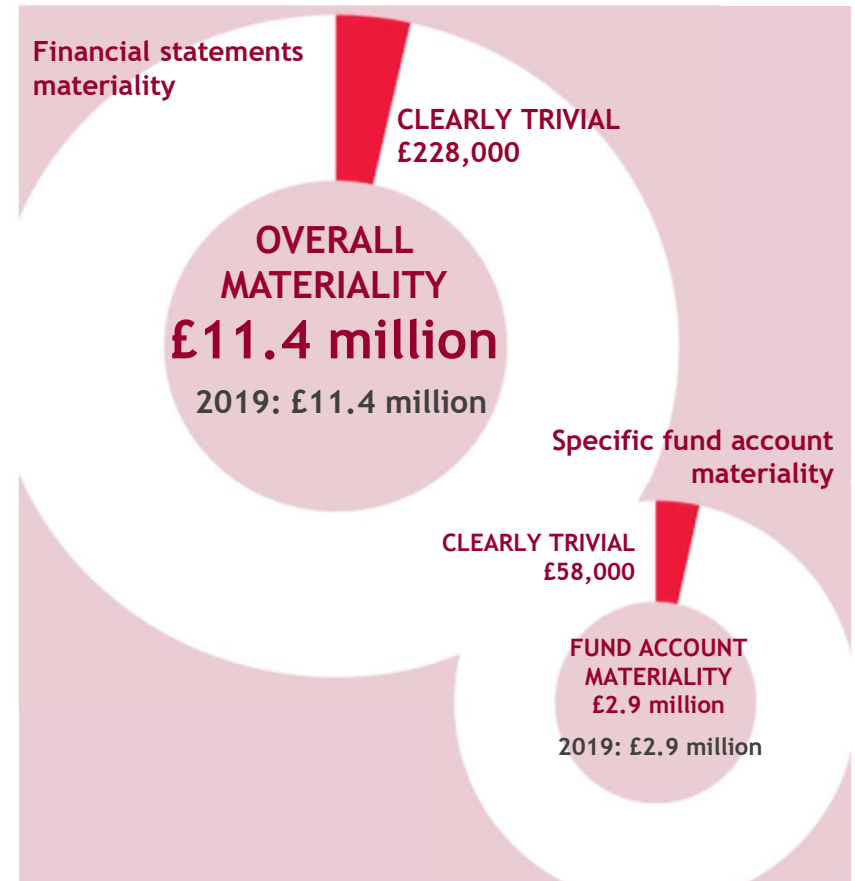 Financial statements
materiality
CLEARLY TRIVIAL
£228,000
OVERALL
MATERIALITY
£11.4 million
2019: £11.4 million
Specific fund account
materiality
CLEARLY TRIVIAL
£58,000
FUND ACCOUNT
MATERIALITY
£2.9 million
2019: £2.9 million